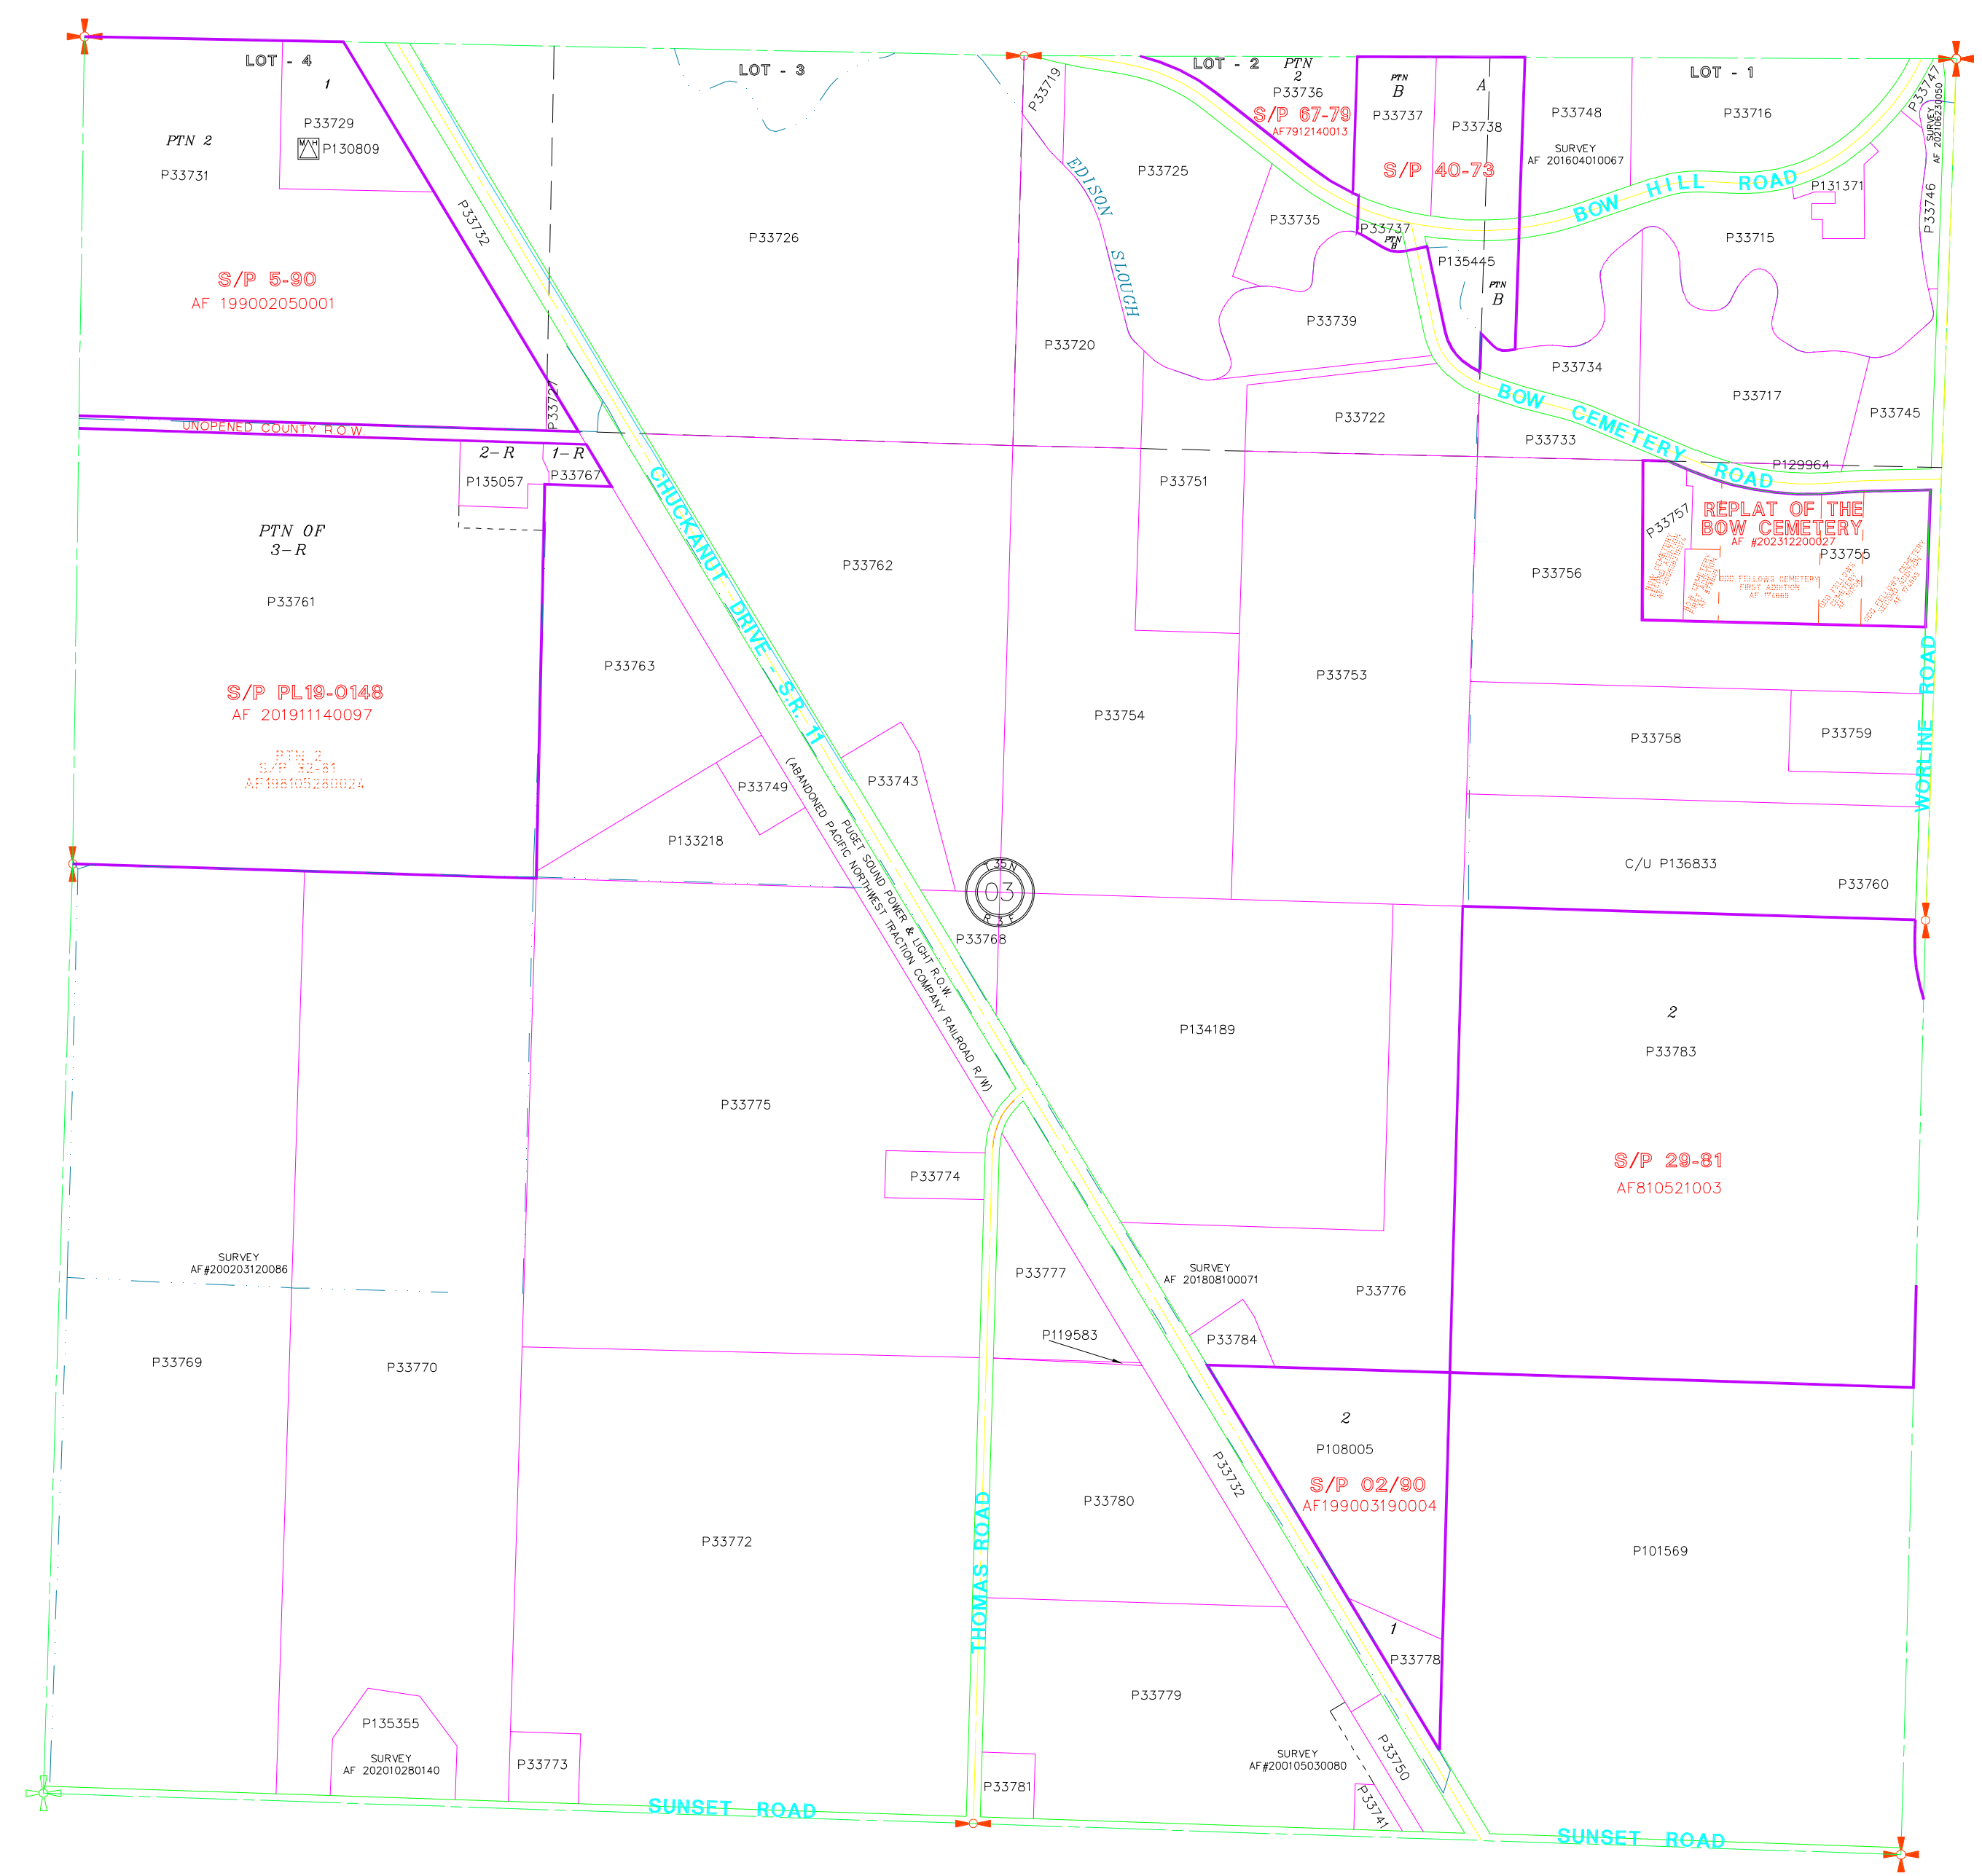 LOT - 4
LOT - 3
LOT - 2
LOT - 1
1
P33729
M H
P130809
PTN 2
P33731
P33732
S/P 5-90
AF 199002050001
P33726
P33727
UNOPENED COUNTY R O W
P33719
PTN
2
P33736
S/P 67-79
AF7912140013
PTN
B
P33737
A
P33738
S/P 40-73
P33748
SURVEY
AF 201604010067
P33716
P33747
SURVEY
AF 202106230050
P33746
P131371
BOW HILL ROAD
EDISON
SLOUGH
P33725
P33735
P33737
PTN
B
P135445
PTN
B
P33715
P33739
P33720
P33734
P33717
P33745
P33722
BOW CEMETERY ROAD
P33733
P129964
2-R
P135057
1-R
P33767
PTN OF
3-R
P33761
S/P PL19-0148
AF 201911140097
PTN 2
S/P 32-81
AF198105280024
CHUCKANUT DRIVE - S.R. 11
P33762
P33763
P33751
P33756
P33757
REPLAT OF THE
BOW CEMETERY
AF #202312200027
P33755
ODD FELLOWS CEMETERY
FIRST ADDITION
AF 174665
P33753
P33754
P33758
P33759
WORLINE ROAD
P33743
P33749
P133218
(ABANDONED PACIFIC NORTHWEST TRACTION COMPANY RAILROAD R/W)
PUGET SOUND POWER & LIGHT R.O.W.
T 35 N
03
R 3 E
C/U P136833
P33760
P33768
P134189
2
P33783
P33775
P33774
S/P 29-81
AF810521003
SURVEY
AF#200203120086
P33777
SURVEY
AF 201808100071
P33776
P119583
P33784
P33769
P33770
2
P108005
S/P 02/90
AF199003190004
P33732
P33780
P33772
THOMAS ROAD
P101569
1
P33778
P33779
P135355
SURVEY
AF 202010280140
P33773
P33781
SURVEY
AF#200105030080
P33750
P33741
SUNSET ROAD
SUNSET ROAD